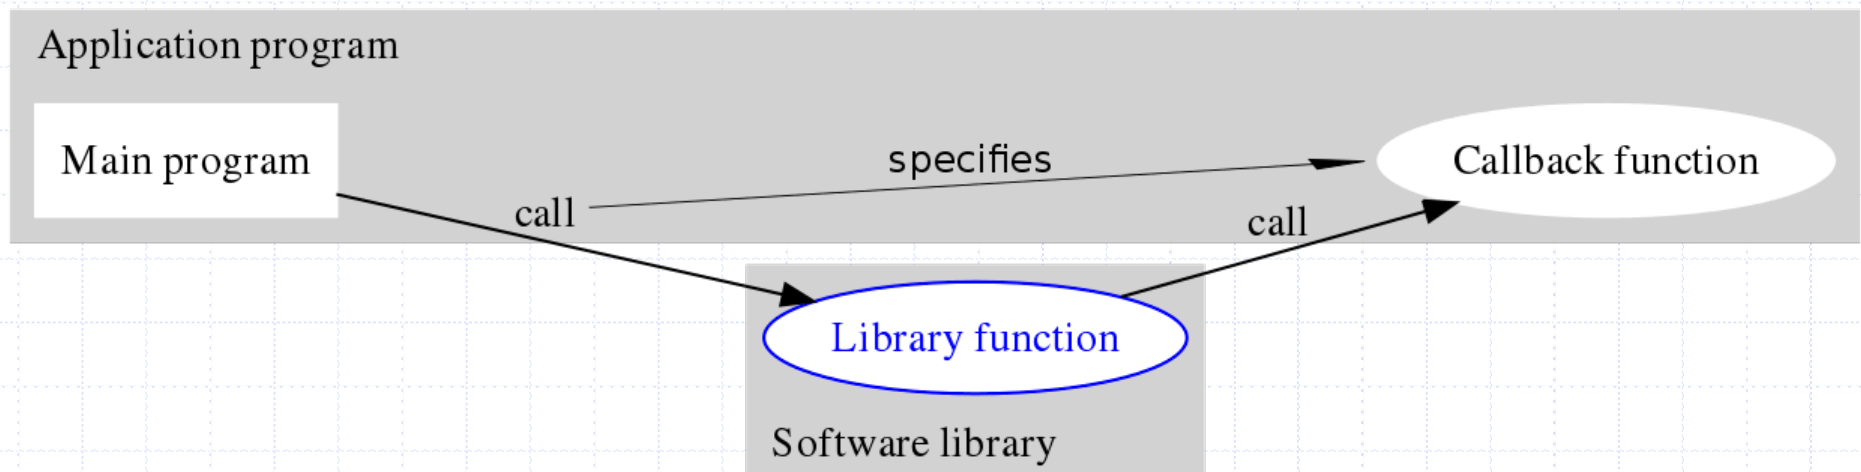 Application program
Main program
specifies
Callback function
call
call
Library function
Software library